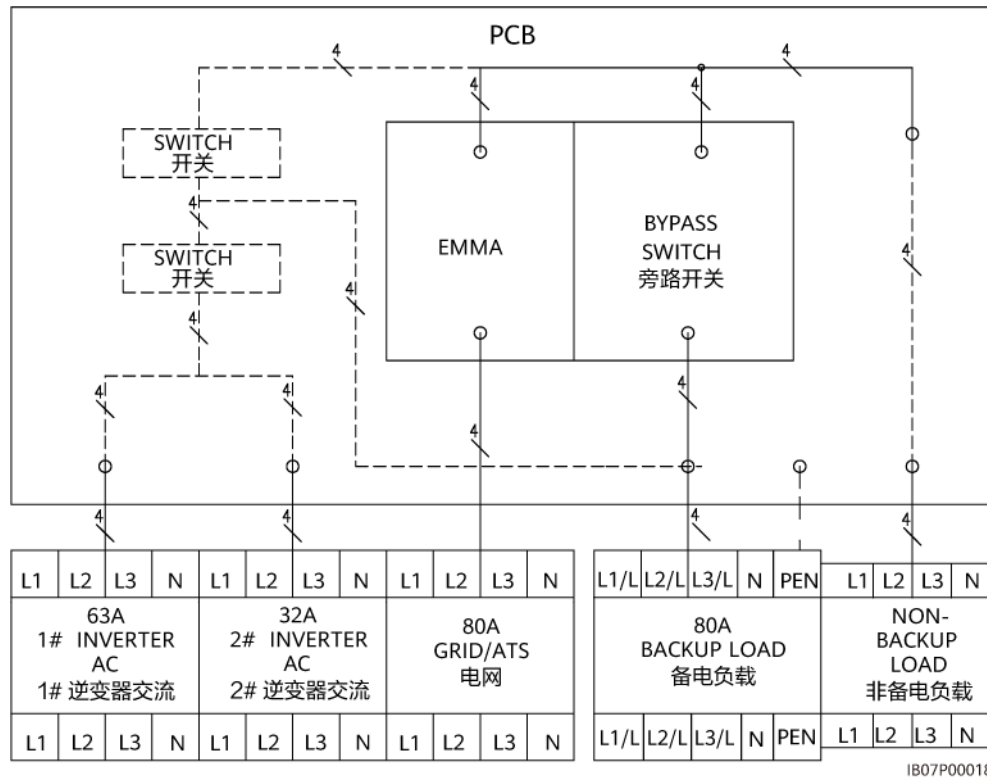 PCB
4
4
4
4
SWITCH
开关
4
SWITCH
开关
EMMA
BYPASS
SWITCH
旁路开关
4
4
4
4
4
4
4
4
4
4
4
4
L1 L2 L3 N L1 L2 L3 N L1 L2 L3 N L1/L L2/L L3/L N PEN L1 L2 L3 N
63A
1# INVERTER
AC
1# 逆变器交流
32A
2# INVERTER
AC
2# 逆变器交流
80A
GRID/ATS
电网
80A
BACKUP LOAD
备电负载
NON-
BACKUP
LOAD
非备电负载
L1 L2 L3 N L1 L2 L3 N L1 L2 L3 N L1/L L2/L L3/L N PEN L1 L2 L3 N
IB07P00018